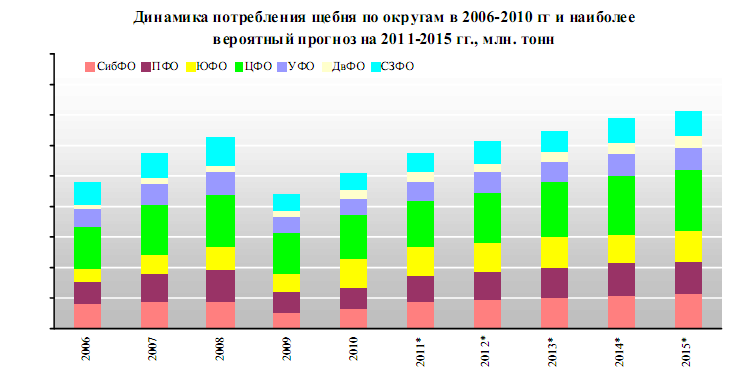 Динамика потребления щебня по округам в 2006-2010 гг и наиболее
вероятный прогноз на 2011-2015 гг., млн. тонн
СибФО ПФО ЮФО ЦФО УФО ДвФО СЗФО
2006 2007 2008 2009 2010 2011* 2012* 2013* 2014* 2015*